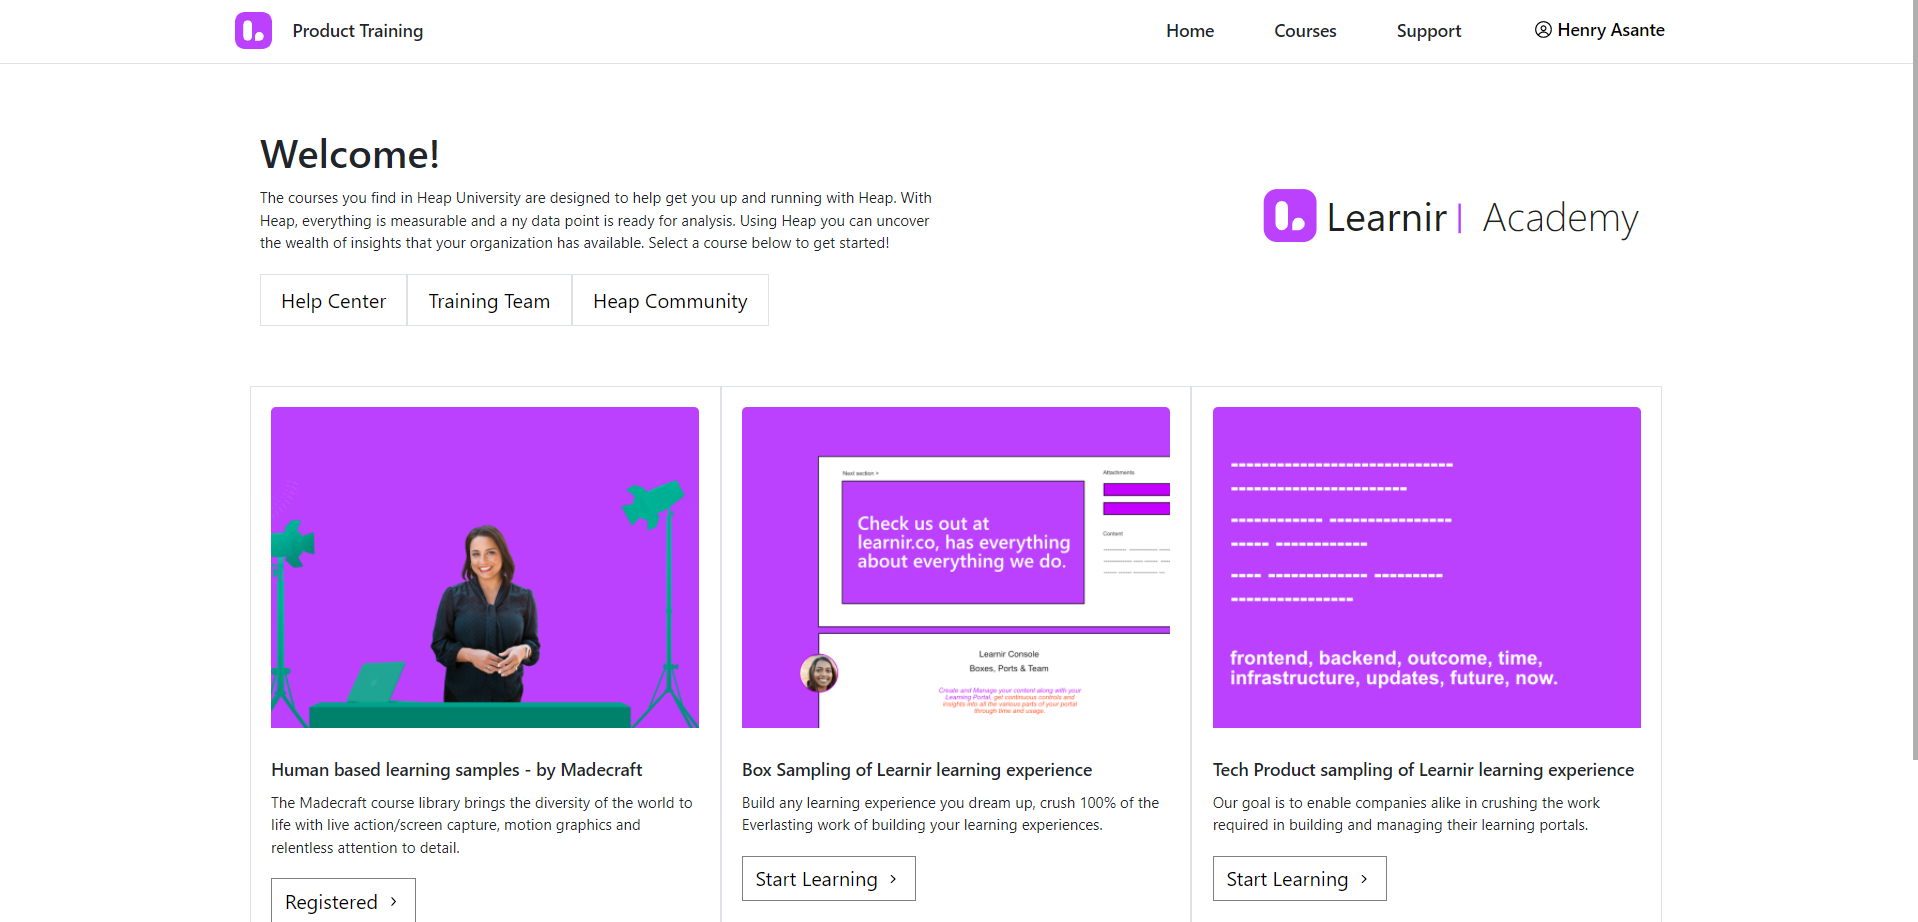 Product Training
Home
Courses
Support
Henry Asante
Welcome!
The courses you find in Heap University are designed to help get you up and running with Heap. With
Heap, everything is measurable and a ny data point is ready for analysis. Using Heap you can uncover
the wealth of insights that your organization has available. Select a course below to get started!
Learnir | Academy
Help Center
Training Team
Heap Community
Next section >
Attachments
Check us out at
learnir.co, has everything
about everything we do.
Content
Learnir Console
Boxes, Ports & Team
Create and Manage your content along with your
Learning Portal, get continuous controls and
insights into all the various parts of your portal
through time and usage.
frontend, backend, outcome, time,
infrastructure, updates, future, now.
Human based learning samples - by Madecraft
The Madecraft course library brings the diversity of the world to
life with live action/screen capture, motion graphics and
relentless attention to detail.
Registered >
Box Sampling of Learnir learning experience
Build any learning experience you dream up, crush 100% of the
Everlasting work of building your learning experiences.
Start Learning >
Tech Product sampling of Learnir learning experience
Our goal is to enable companies alike in crushing the work
required in building and managing their learning portals.
Start Learning >